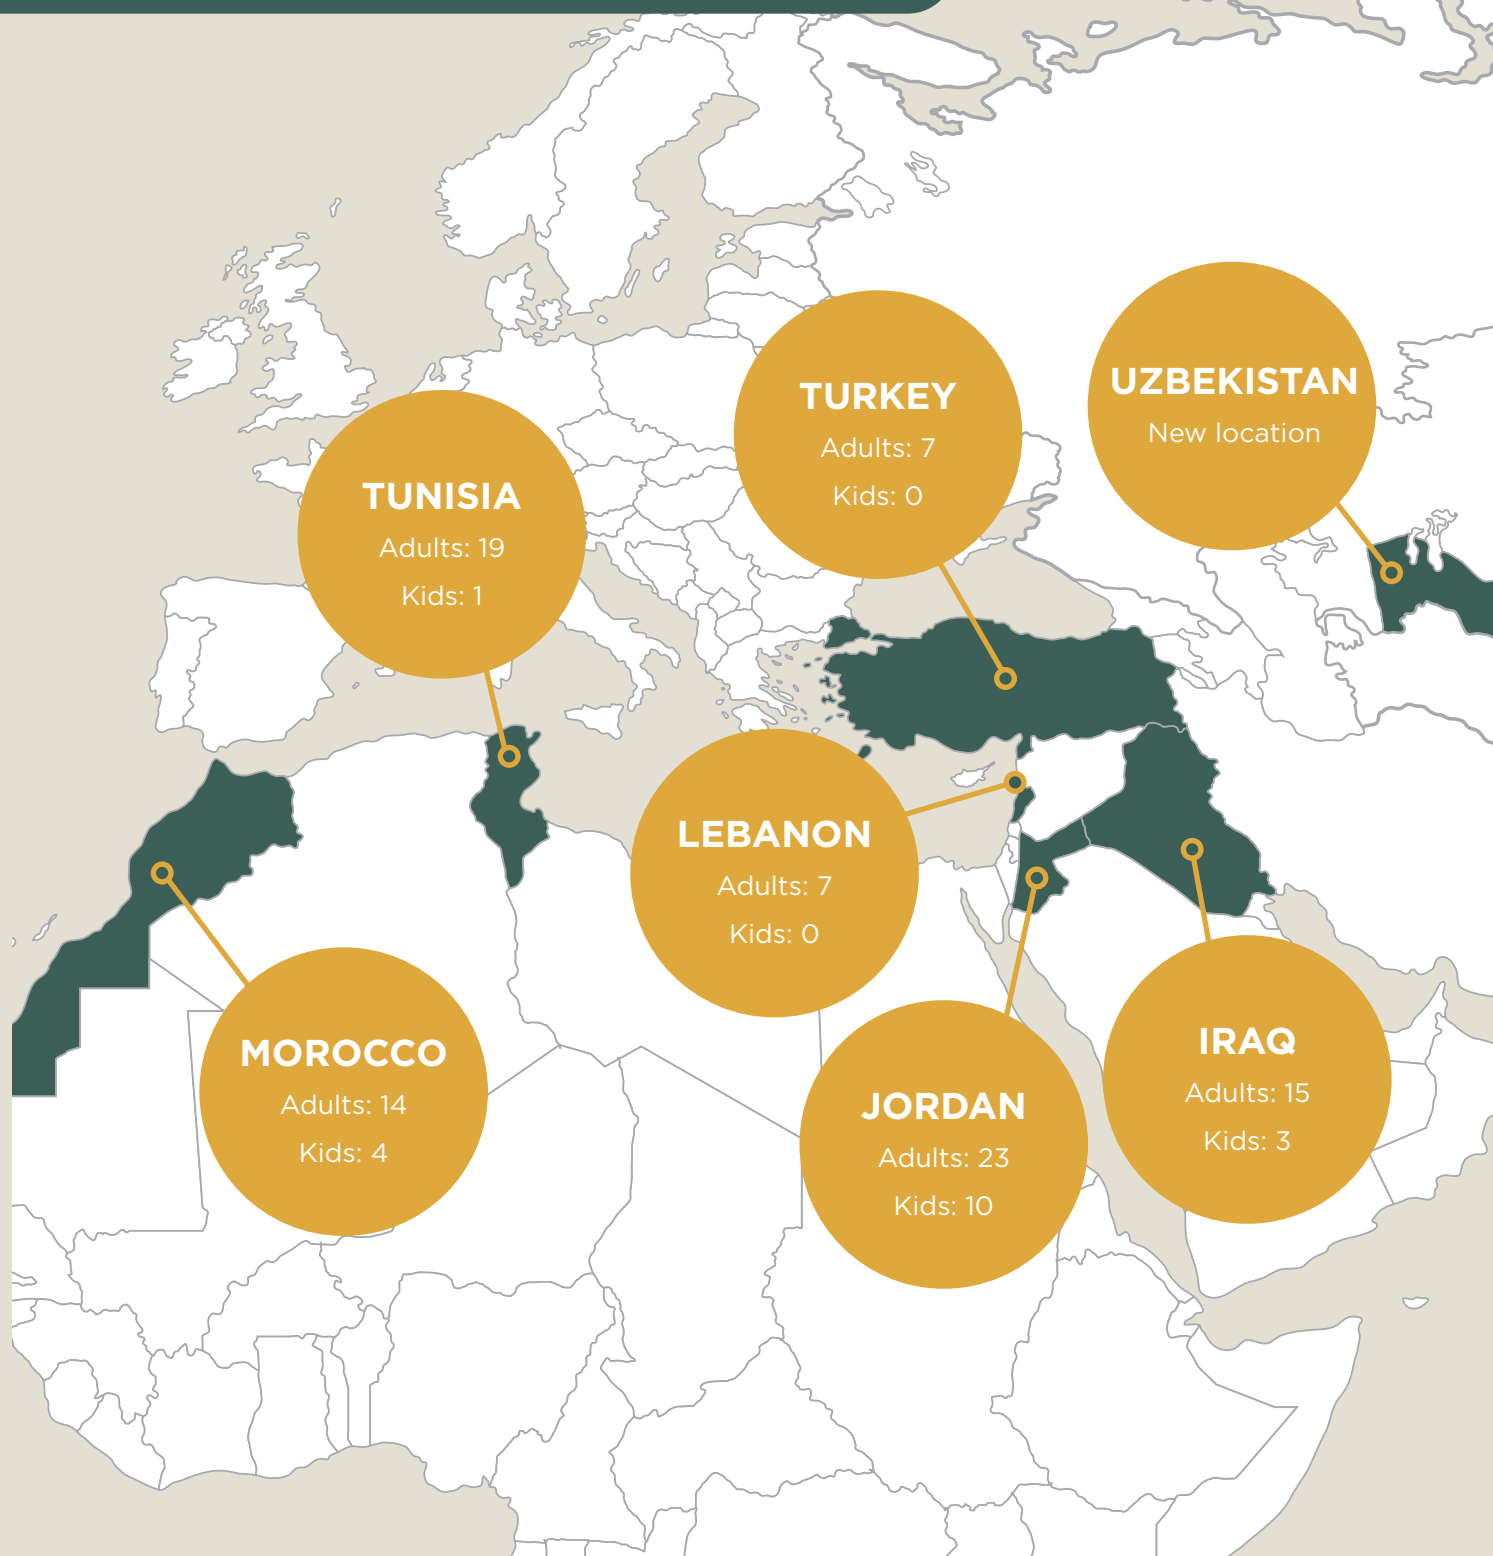 UZBEKISTAN
New location
TURKEY
Adults: 7
Kids: 0
TUNISIA
Adults: 19
Kids: 1
LEBANON
Adults: 7
Kids: 0
MOROCCO
Adults: 14
Kids: 4
JORDAN
Adults: 23
Kids: 10
IRAQ
Adults: 15
Kids: 3